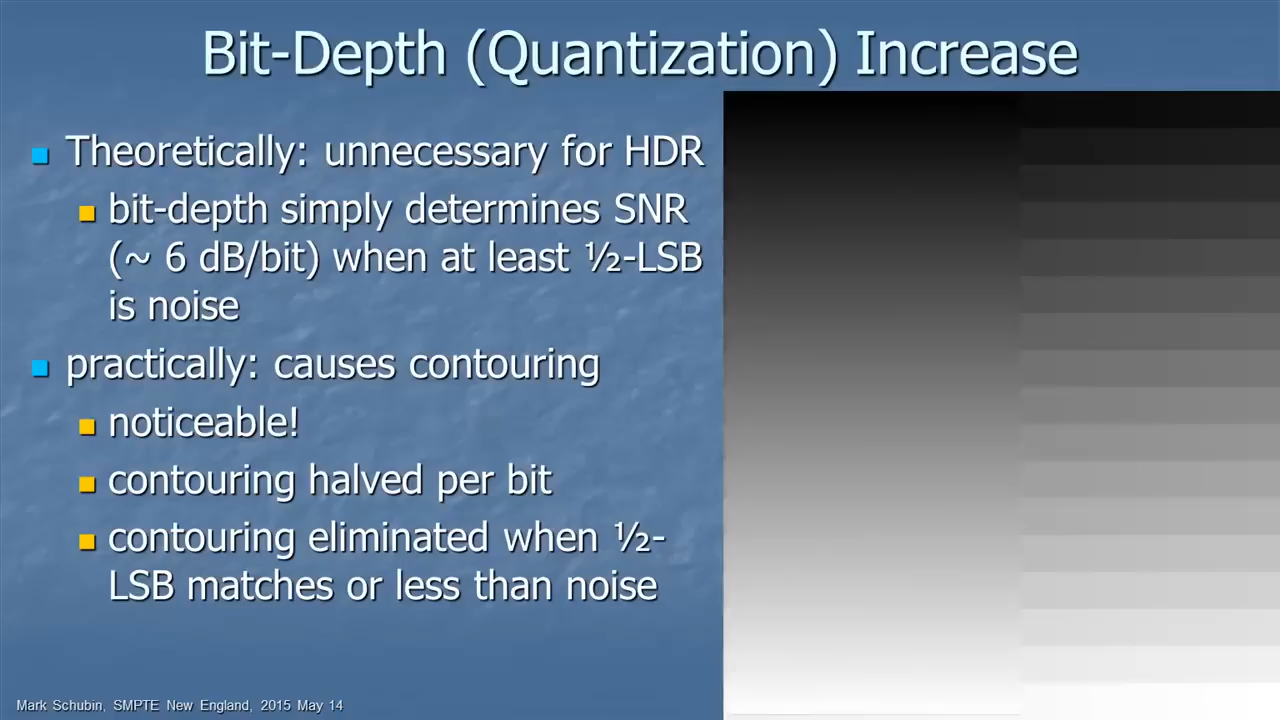 Bit-Depth (Quantization) Increase
Theoretically: unnecessary for HDR
bit-depth simply determines SNR
(~ 6 dB/bit) when at least ½-LSB
is noise
practically: causes contouring
noticeable!
contouring halved per bit
contouring eliminated when ½-
LSB matches or less than noise
Mark Schubin, SMPTE New England, 2015 May 14